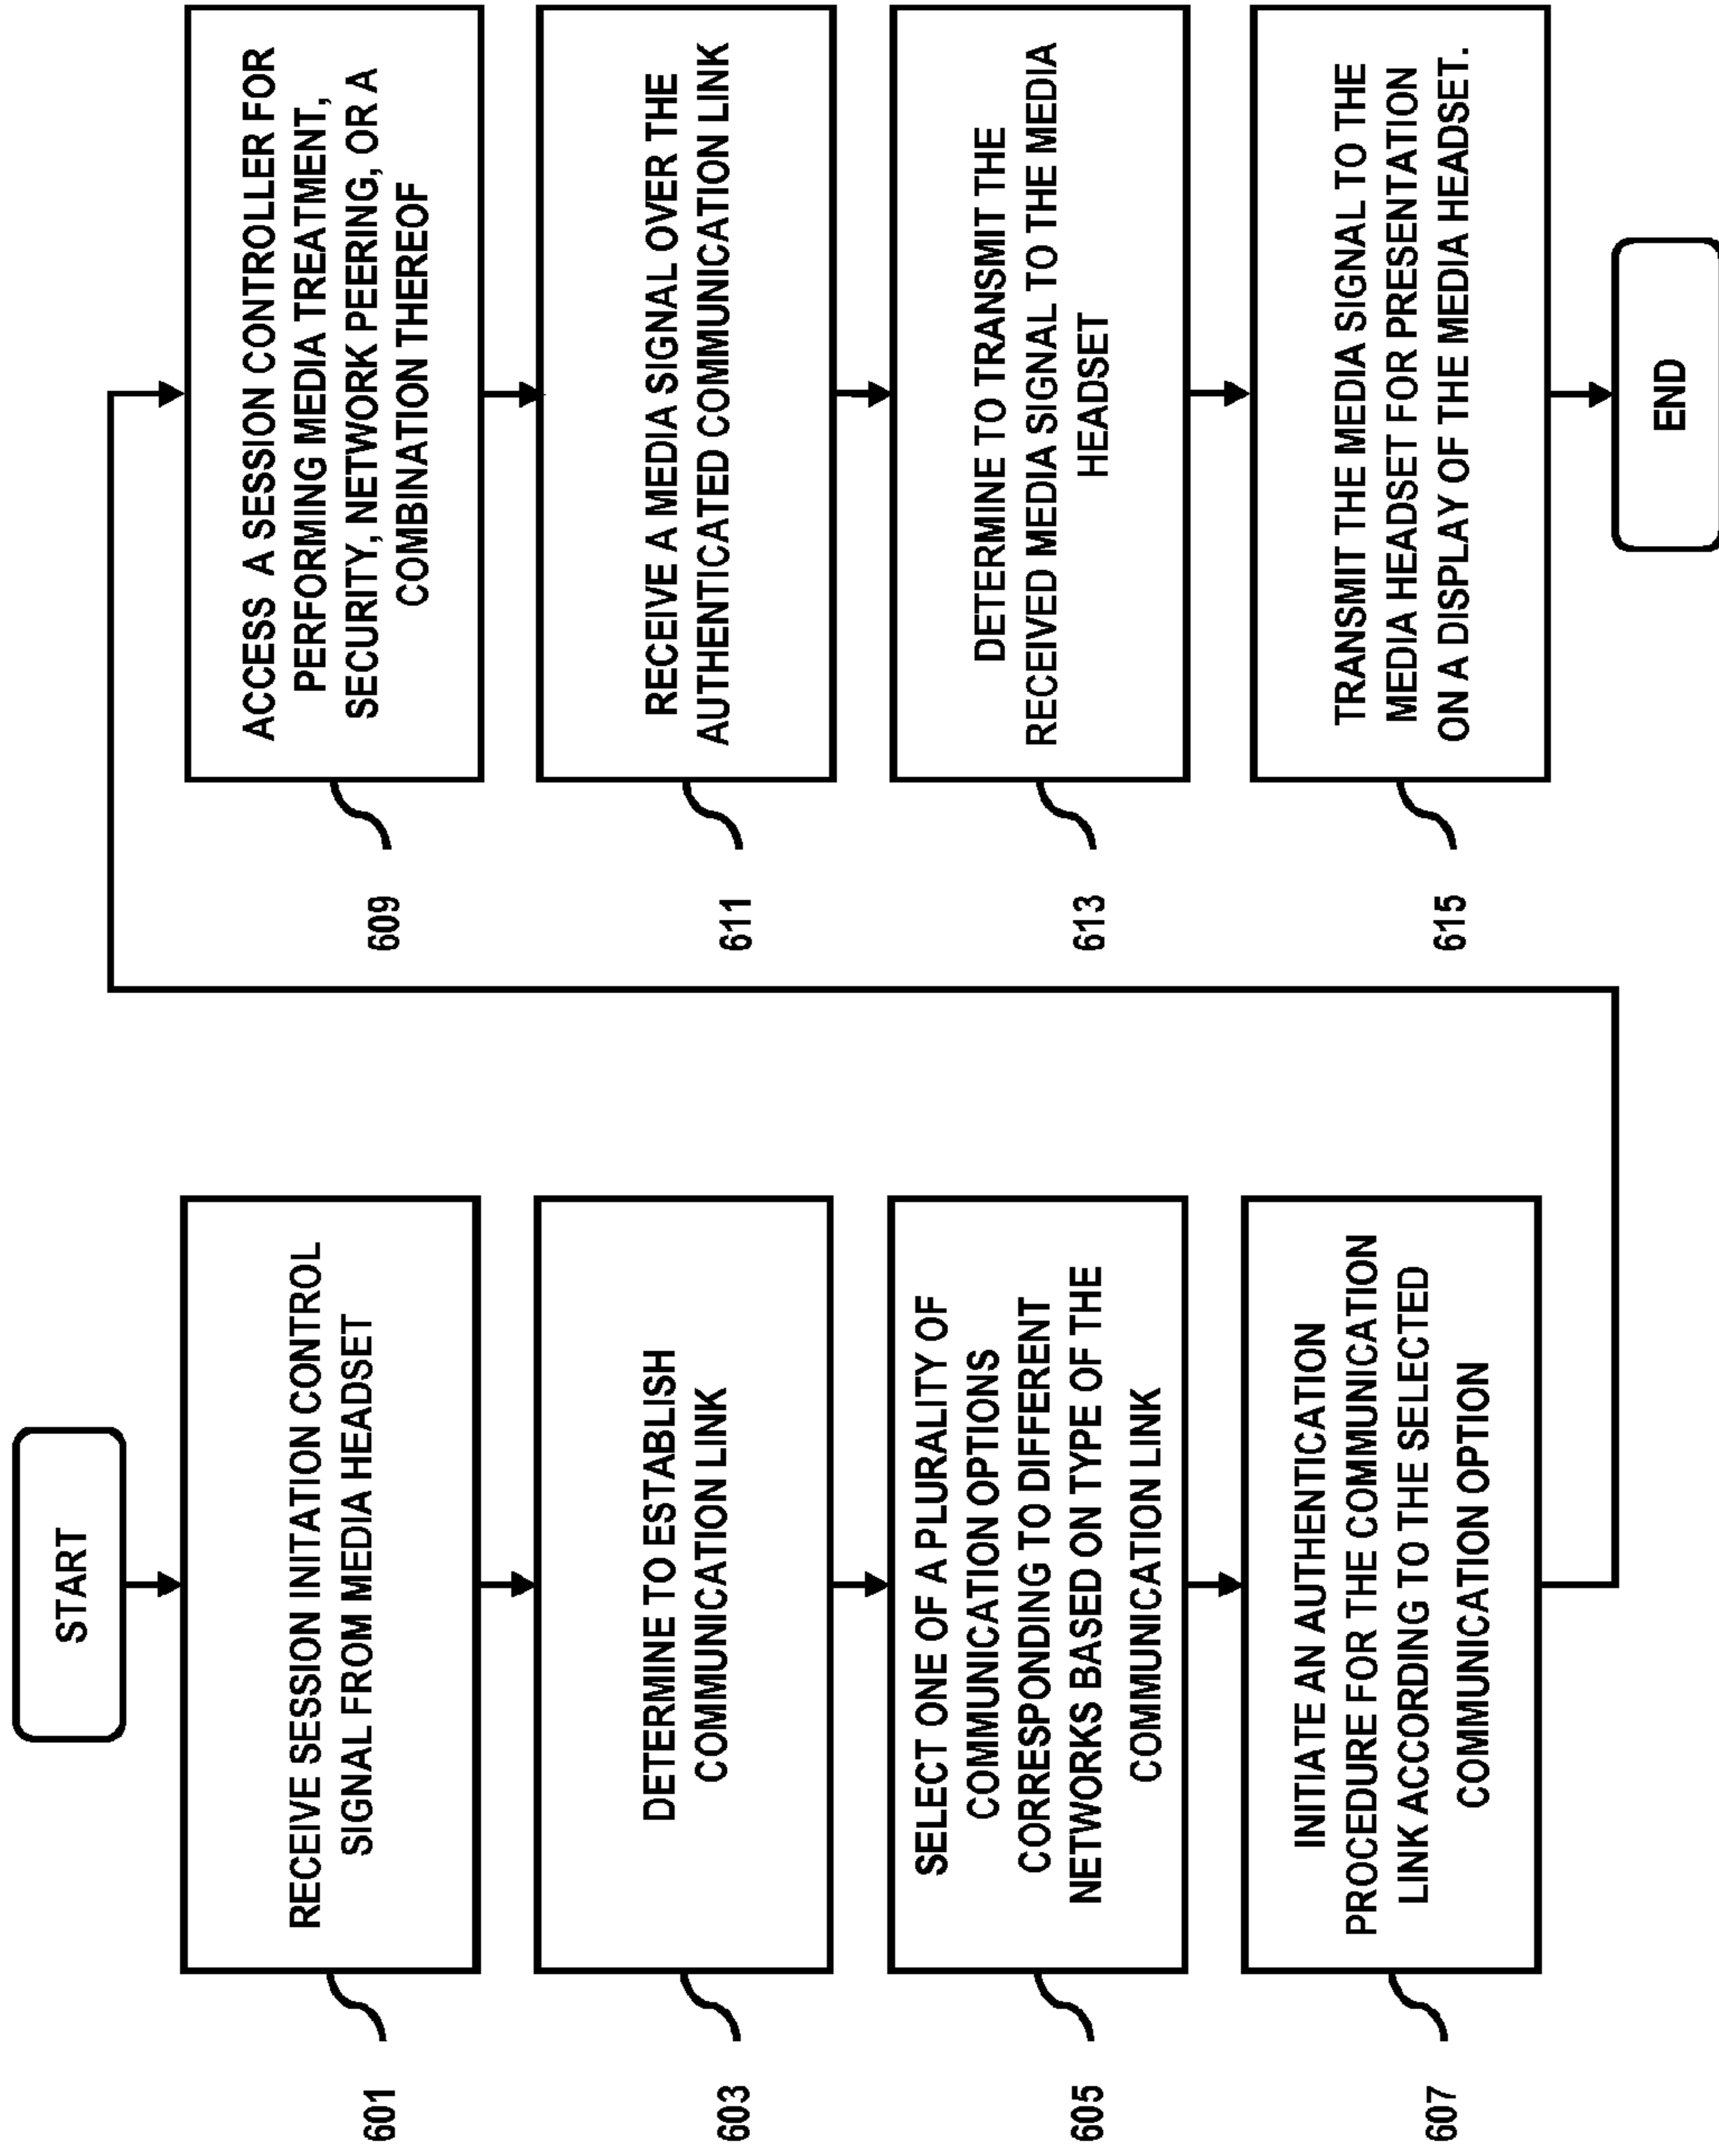 START
601
RECEIVE SESSION INITATION CONTROL
SIGNAL FROM MEDIA HEADSET
603
DETERMINE TO ESTABLISH
COMMUNICATION LINK
605
SELECT ONE OF A PLURALITY OF
COMMUNICATION OPTIONS
CORRESPONDING TO DIFFERENT
NETWORKS BASED ON TYPE OF THE
COMMUNICATION LINK
607
INITIATE AN AUTHENTICATION
PROCEDURE FOR THE COMMUNICATION
LINK ACCORDING TO THE SELECTED
COMMUNICATION OPTION
609
ACCESS A SESSION CONTROLLER FOR
PERFORMING MEDIA TREATMENT,
SECURITY, NETWORK PEERING, OR A
COMBINATION THEREOF
611
RECEIVE A MEDIA SIGNAL OVER THE
AUTHENTICATED COMMUNICATION LINK
613
DETERMINE TO TRANSMIT THE
RECEIVED MEDIA SIGNAL TO THE MEDIA
HEADSET
615
TRANSMIT THE MEDIA SIGNAL TO THE
MEDIA HEADSET FOR PRESENTATION
ON A DISPLAY OF THE MEDIA HEADSET.
END